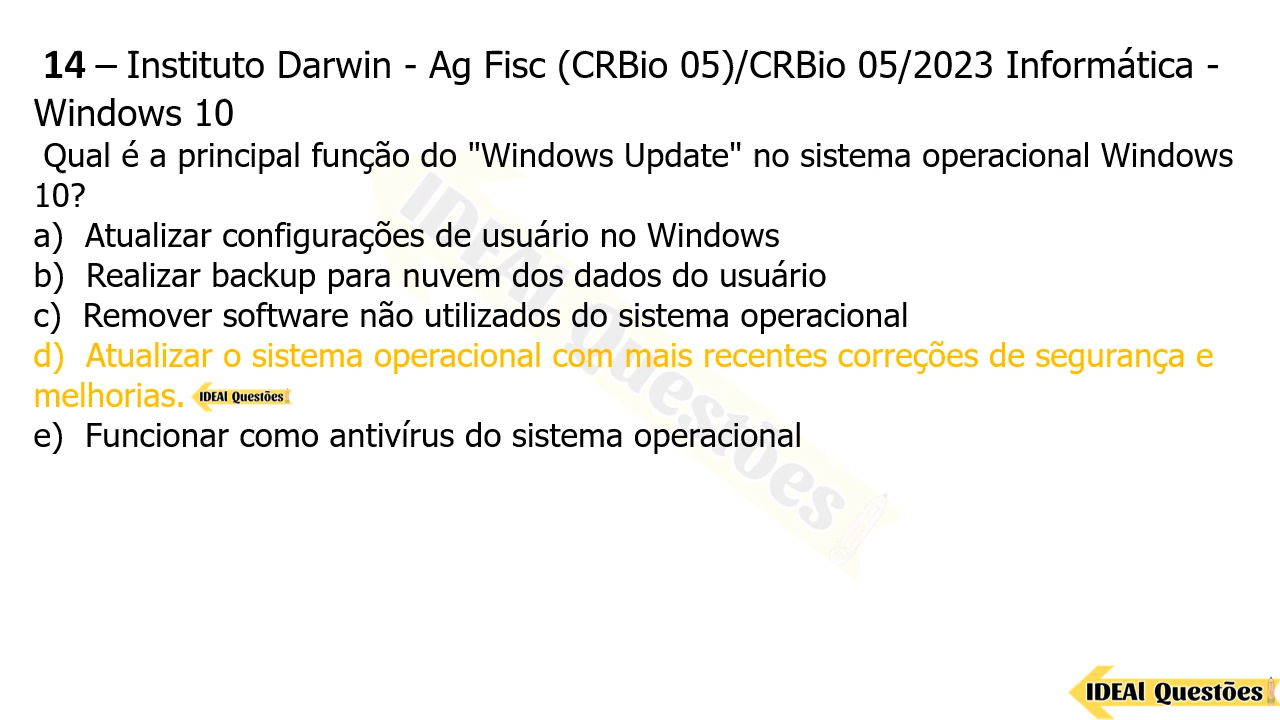 14 – Instituto Darwin - Ag Fisc (CRBio 05)/CRBio 05/2023 Informática -
Windows 10
Qual é a principal função do "Windows Update" no sistema operacional Windows
10?
a) Atualizar configurações de usuário no Windows
b) Realizar backup para nuvem dos dados do usuário
c) Remover software não utilizados do sistema operacional
d) Atualizar o sistema operacional com mais recentes correções de segurança e
melhorias. IDEAl Questões
e) Funcionar como antivírus do sistema operacional
IDEAl Questões
IDEAl Questões